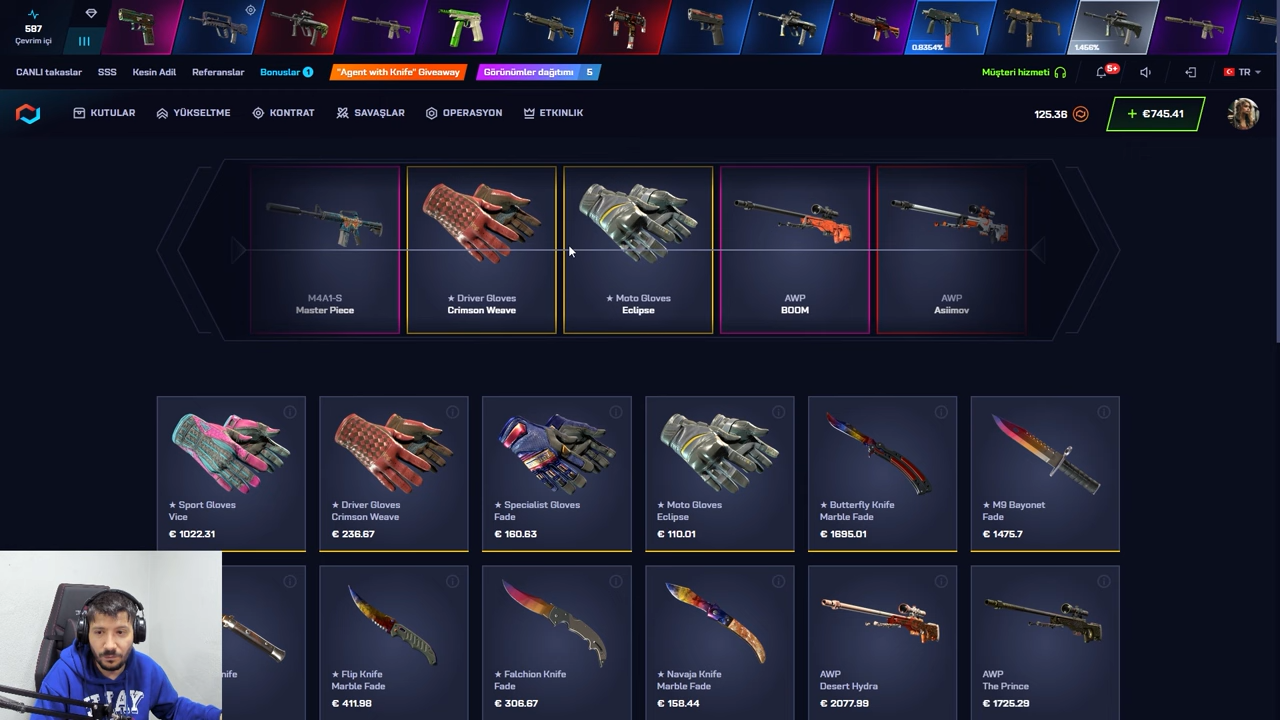 587
Çevrim içi
0.8354%
1.456%
CANLI takaslar
SSS
Kesin Adil
Referanslar
Bonuslar 1
"Agent with Knife" Giveaway
Görünümler dağıtımı 5
Müşteri hizmeti
5+
TR
KUTULAR
YÜKSELTME
KONTRAT
SAVAŞLAR
OPERASYON
ETKINLIK
125.36
+ €745.41
M4A1-S
Master Piece
★ Driver Gloves
Crimson Weave
★ Moto Gloves
Eclipse
AWP
BOOM
AWP
Asiimov
★ Sport Gloves
Vice
€ 1022.31
★ Driver Gloves
Crimson Weave
€ 236.67
★ Specialist Gloves
Fade
€ 160.63
★ Moto Gloves
Eclipse
€ 110.01
★ Butterfly Knife
Marble Fade
€ 1695.01
★ M9 Bayonet
Fade
€ 1475.7
★ Flip Knife
Marble Fade
€ 411.98
★ Falchion Knife
Fade
€ 306.67
★ Navaja Knife
Marble Fade
€ 158.44
AWP
Desert Hydra
€ 2077.99
AWP
The Prince
€ 1725.29